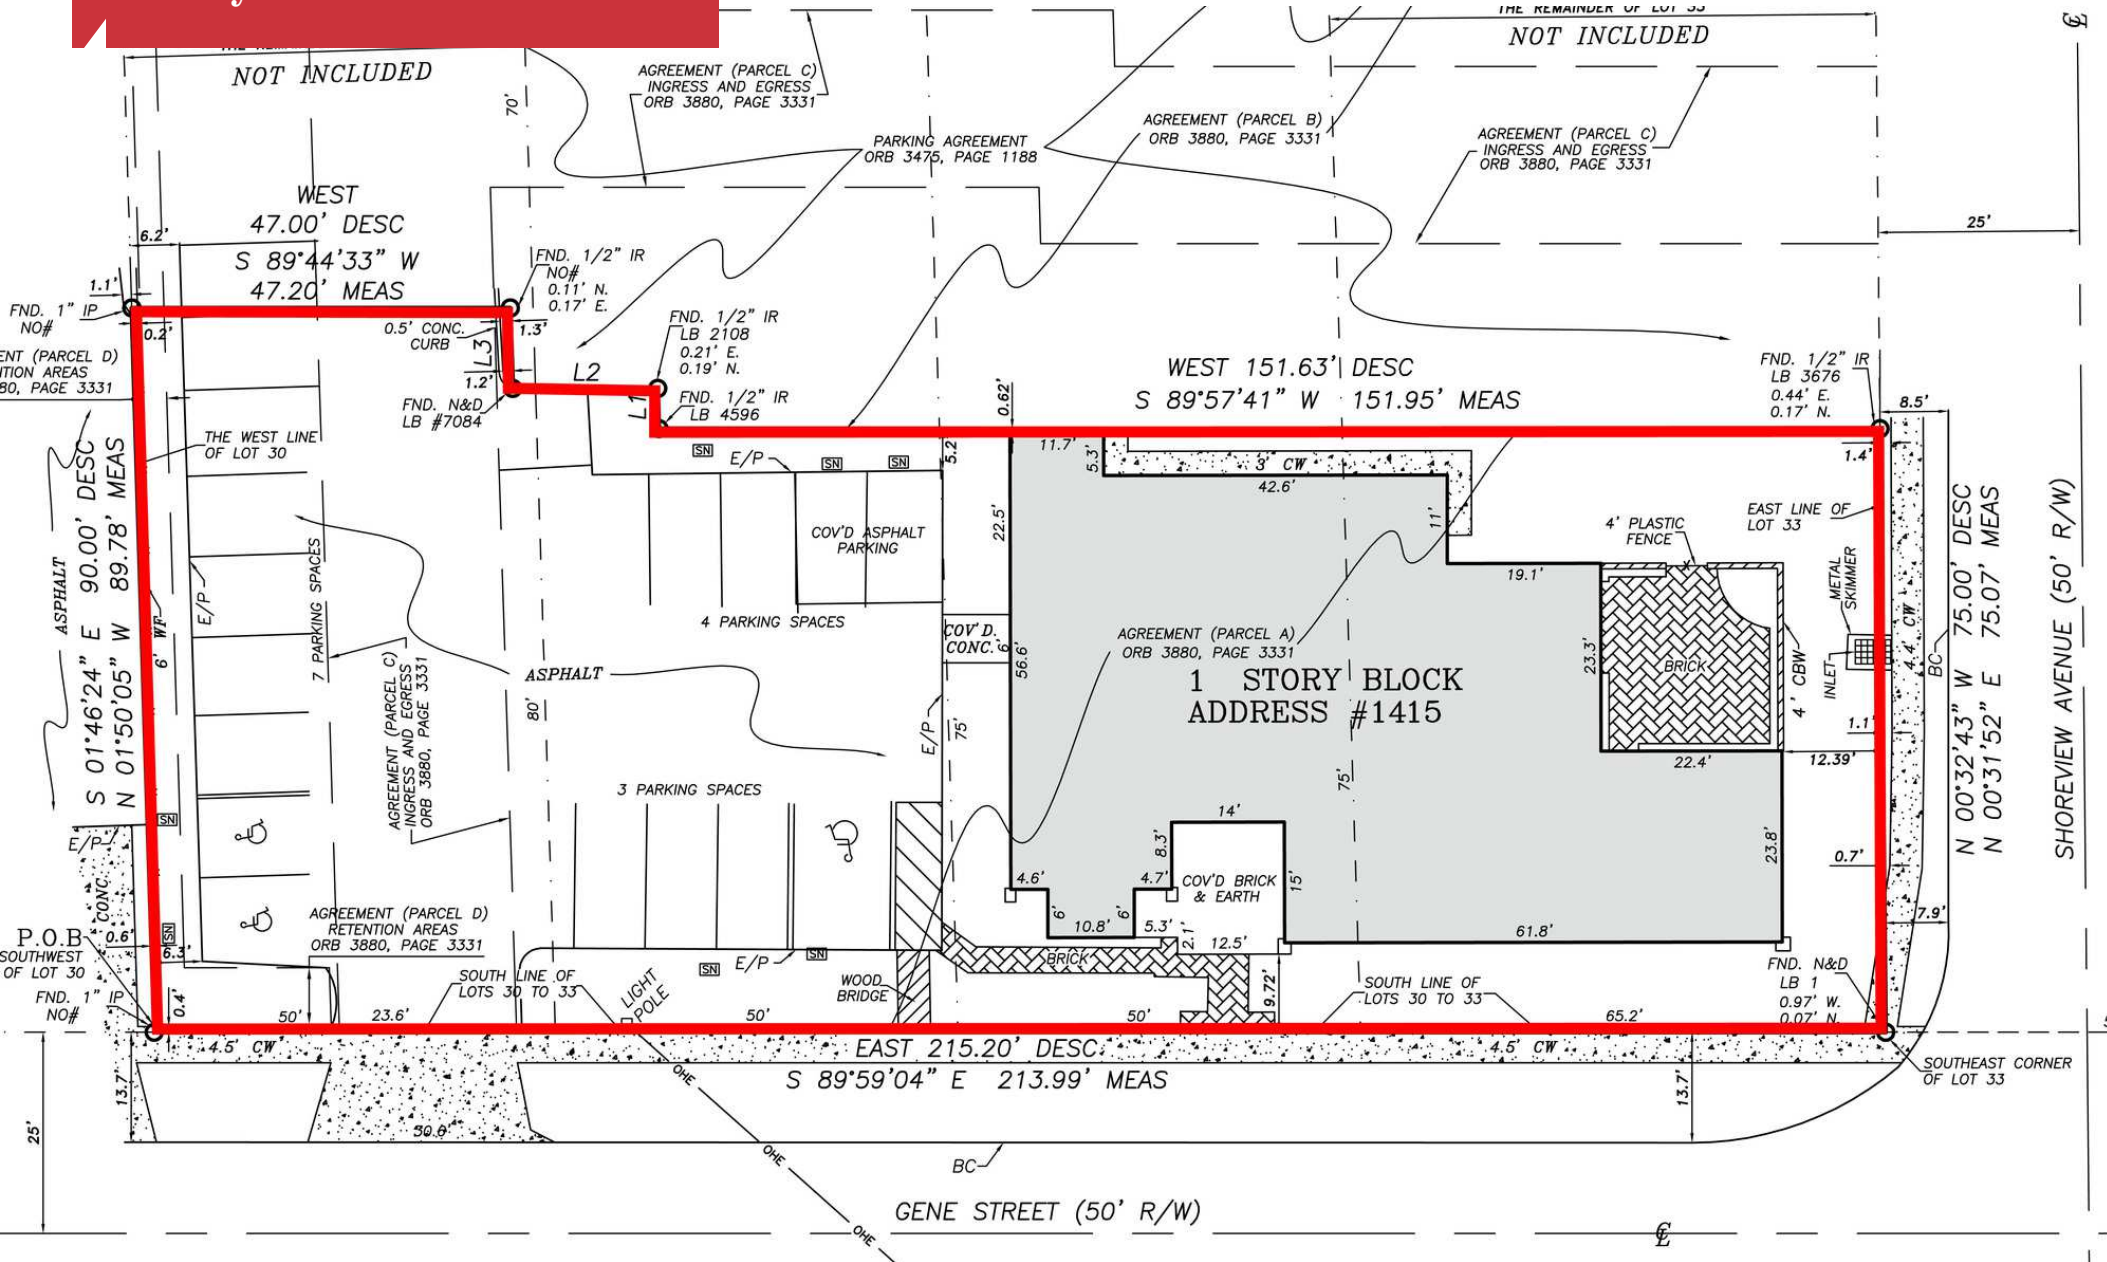 NOT INCLUDED
NOT INCLUDED
THE REMAINDER OF LOT 33
70'
AGREEMENT (PARCEL C)
INGRESS AND EGRESS
ORB 3880, PAGE 3331
PARKING AGREEMENT
ORB 3475, PAGE 1188
AGREEMENT (PARCEL B)
ORB 3880, PAGE 3331
AGREEMENT (PARCEL C)
INGRESS AND EGRESS
ORB 3880, PAGE 3331
25'
WEST
47.00' DESC
S 89°44'33" W
47.20' MEAS
6.2'
1.1'
FND. 1" IP
NO#
0.2'
FND. 1/2" IR
NO#
0.11' N.
0.17' E.
0.5' CONC.
CURB
1.3'
L3
1.2'
L2
L1
FND. N&D
LB #7084
FND. 1/2" IR
LB 2108
0.21' E.
0.19' N.
FND. 1/2" IR
LB 4596
WEST 151.63' DESC
S 89°57'41" W 151.95' MEAS
0.62'
FND. 1/2" IR
LB 3676
0.44' E.
0.17' N.
8.5'
1.4'
(PARCEL D)
AREAS
PAGE 3331
THE WEST LINE
OF LOT 30
ASPHALT
S 01°46'24" E 90.00' DESC
N 01°50'05" W 89.78' MEAS
6' WF
E/P
7 PARKING SPACES
AGREEMENT (PARCEL C)
INGRESS AND EGRESS
ORB 3880, PAGE 3331
SN
E/P
SN
SN
5.2
COV'D ASPHALT
PARKING
4 PARKING SPACES
ASPHALT
80'
3 PARKING SPACES
COV'D.
CONC.
6'
E/P
75'
11.7'
5.3'
3' CW
42.6'
11'
22.5'
56.6'
19.1'
AGREEMENT (PARCEL A)
ORB 3880, PAGE 3331
1 STORY BLOCK
ADDRESS #1415
75'
4' PLASTIC
FENCE
X
EAST LINE OF
LOT 33
METAL
SKIMMER
INLET
BRICK
23.3'
4' CBW
22.4'
12.39'
1.1'
4.4' CW
BC
N 00°32'43" W 75.00' DESC
N 00°31'52" E 75.07' MEAS
SHOREVIEW AVENUE (50' R/W)
14'
8.3'
4.6'
4.7'
6'
6'
10.8'
5.3'
COV'D BRICK
& EARTH
15'
2.1'
12.5'
61.8'
23.8'
0.7'
7.9'
SN
E/P
CONC.
SN
0.6'
6.3'
P.O.B
SOUTHWEST
OF LOT 30
FND. 1" IP
NO#
0.4'
AGREEMENT (PARCEL D)
RETENTION AREAS
ORB 3880, PAGE 3331
SOUTH LINE OF
LOTS 30 TO 33
LIGHT
POLE
SN
E/P
SN
WOOD
BRIDGE
BRICK
9.72'
SOUTH LINE OF
LOTS 30 TO 33
FND. N&D
LB 1
0.97' W.
0.07' N.
50'
23.6'
50'
50'
65.2'
4.5' CW
EAST 215.20' DESC.
4.5' CW
S 89°59'04" E 213.99' MEAS
SOUTHEAST CORNER
OF LOT 33
13.7'
25'
30.0'
OHE
13.7'
OHE
BC
GENE STREET (50' R/W)
OHE